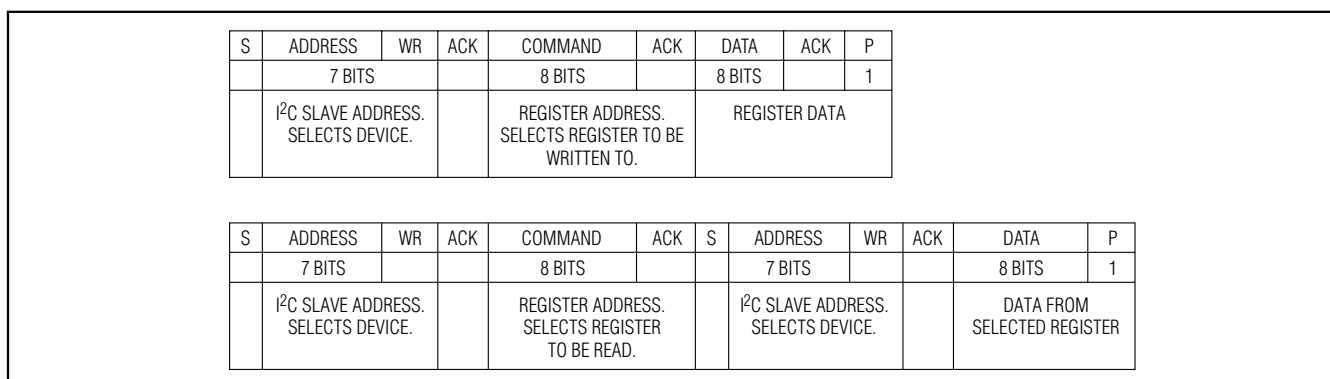 S ADDRESS WR ACK COMMAND ACK DATA ACK P
7 BITS 8 BITS 8 BITS 1
I²C SLAVE ADDRESS. REGISTER ADDRESS. REGISTER DATA
SELECTS DEVICE. SELECTS REGISTER TO BE
WRITTEN TO.
S ADDRESS WR ACK COMMAND ACK S ADDRESS WR ACK DATA P
7 BITS 8 BITS 7 BITS 8 BITS 1
I²C SLAVE ADDRESS. REGISTER ADDRESS. I²C SLAVE ADDRESS. DATA FROM
SELECTS DEVICE. SELECTS REGISTER SELECTS DEVICE. SELECTED REGISTER
TO BE READ.